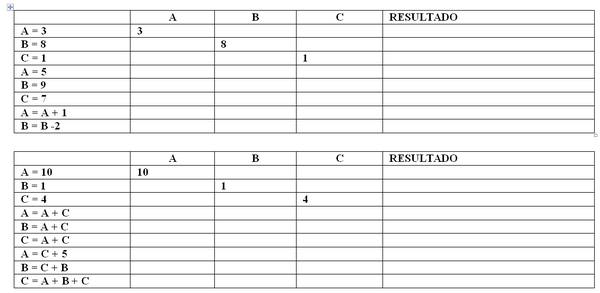 A B C RESULTADO
A = 3 3
B = 8 8
C = 1 1
A = 5
B = 9
C = 7
A = A + 1
B = B -2
A B C RESULTADO
A = 10 10
B = 1 1
C = 4 4
A = A + C
B = A + C
C = A + C
A = C + 5
B = C + B
C = A + B + C